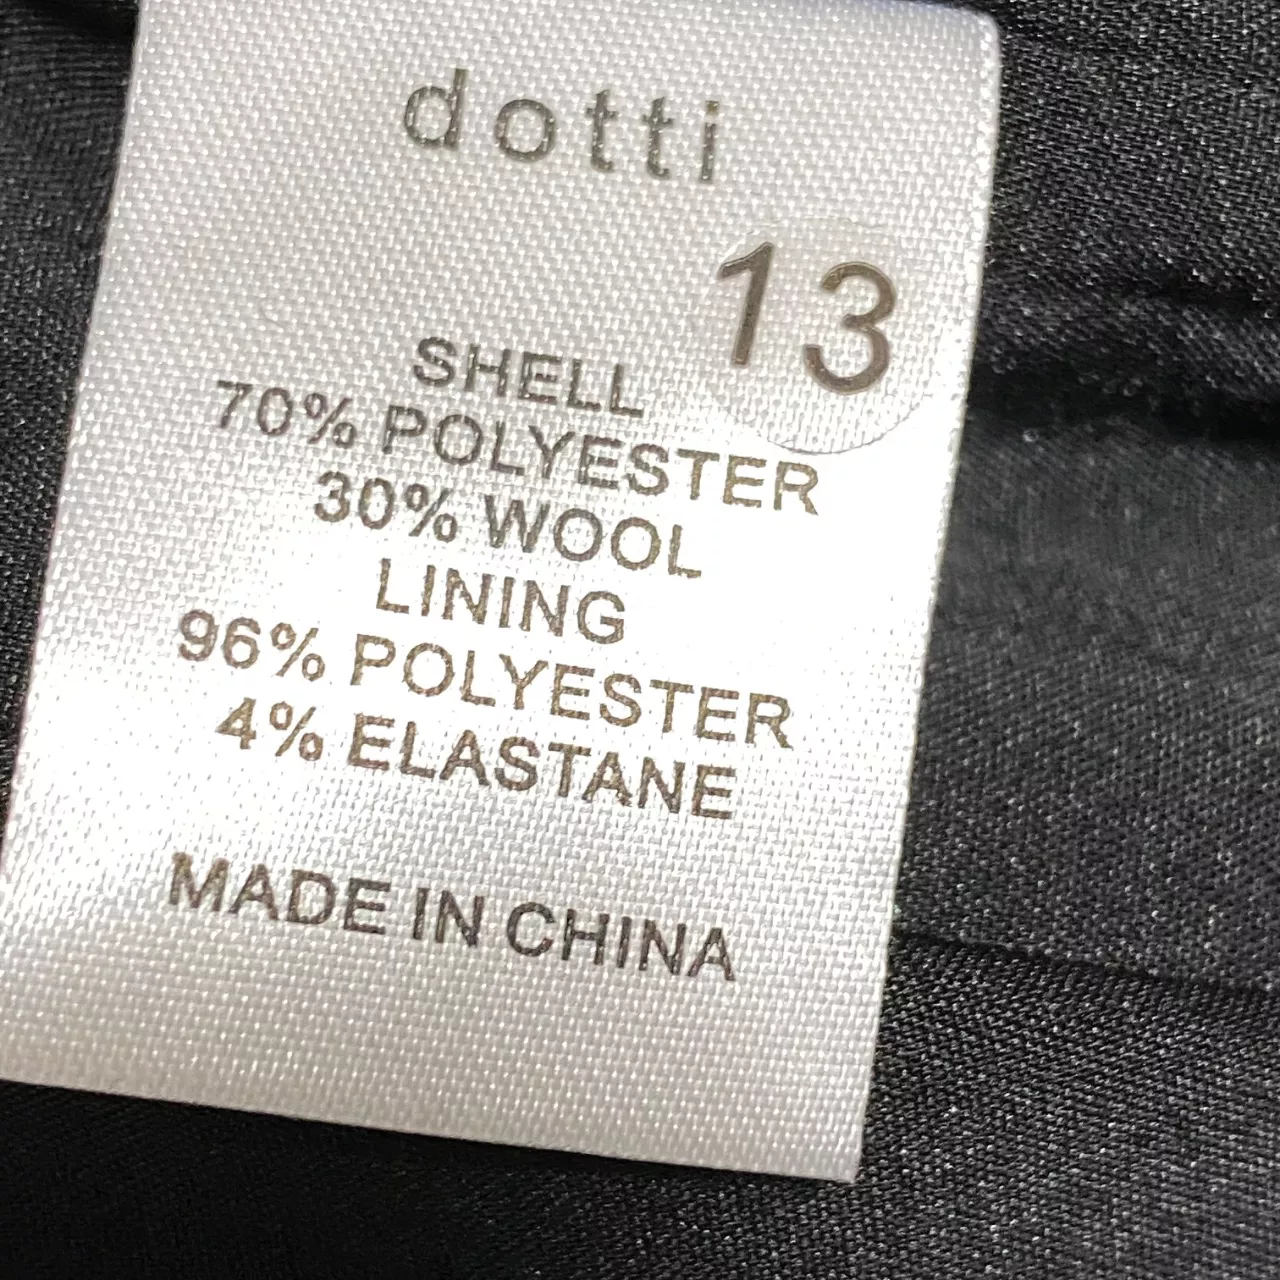 dotti
13
SHELL
70% POLYESTER
30% WOOL
LINING
96% POLYESTER
4% ELASTANE
MADE IN CHINA